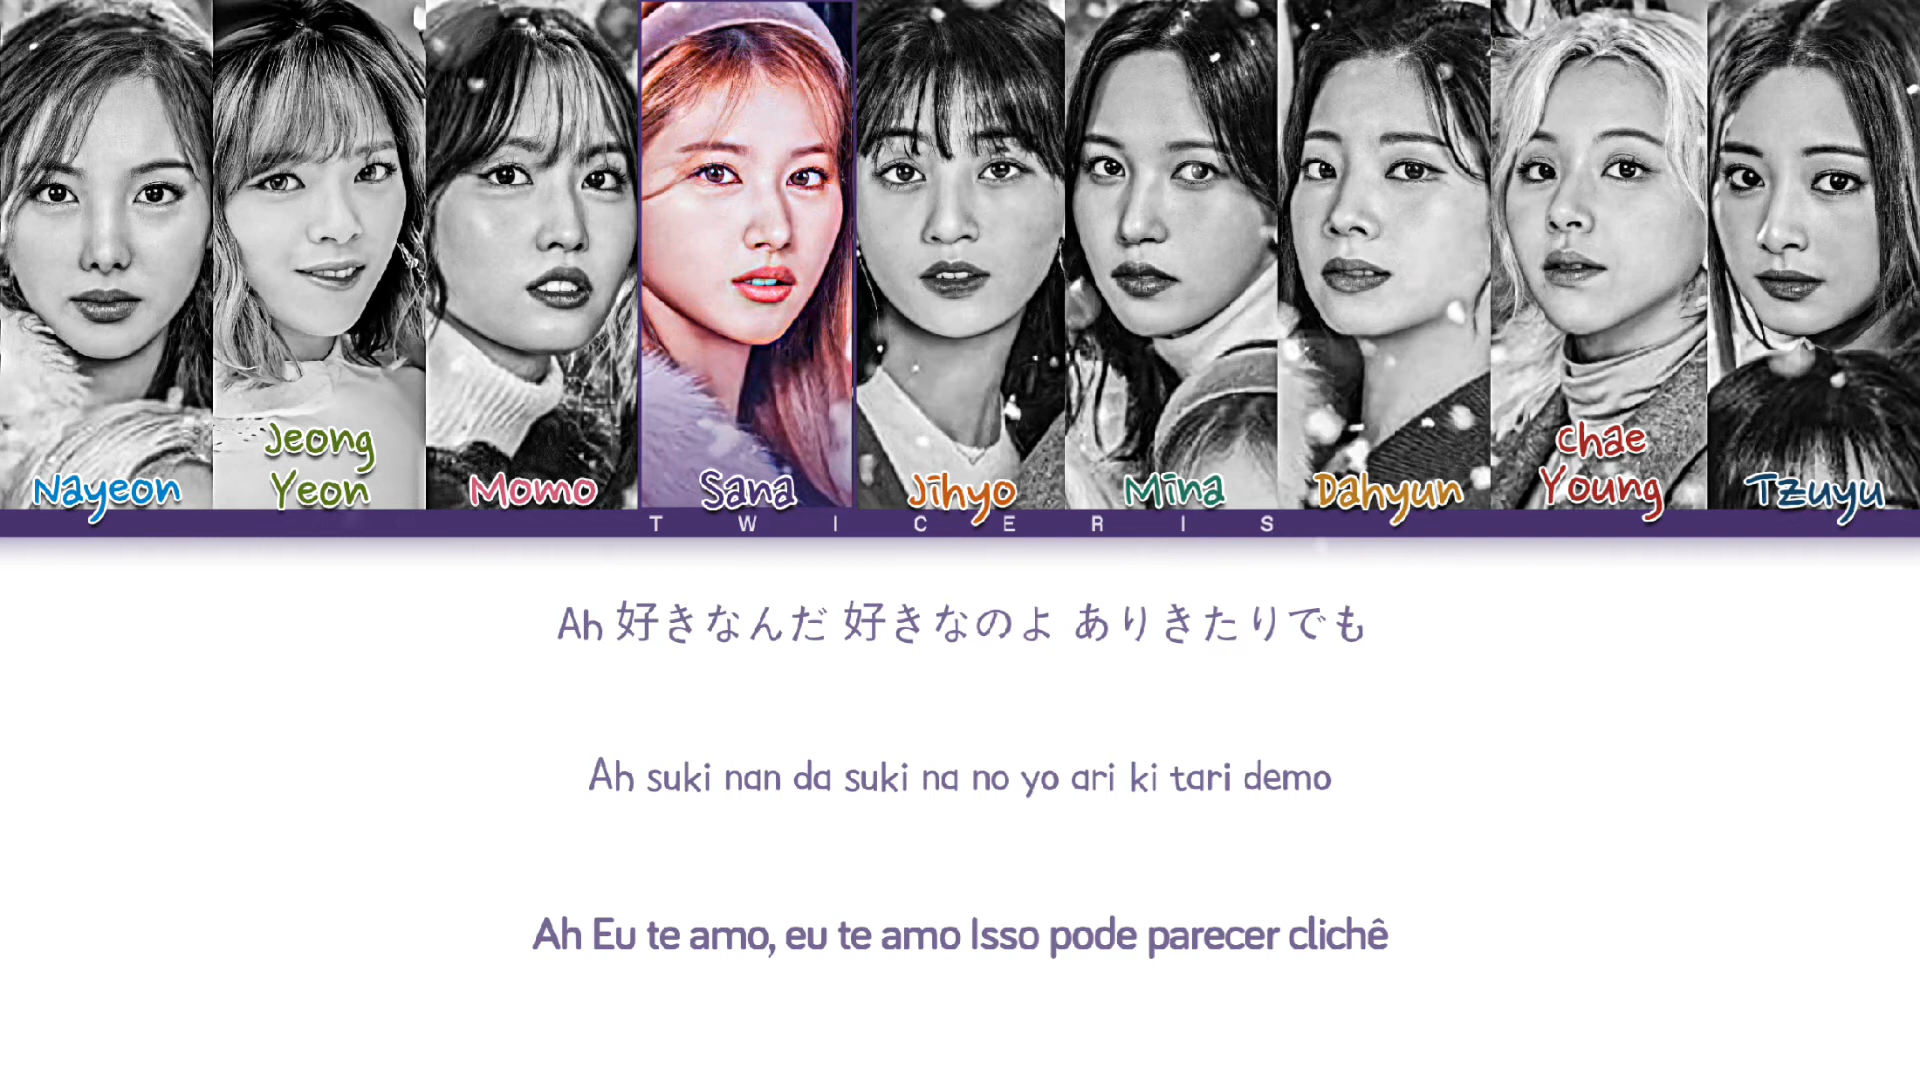 Nayeon
Jeong
Yeon
Momo
Sana
Jihyo
Mina
Dahyun
Chae
Young
Tzuyu
TWICERIS
Ah 好きなんだ 好きなのよ ありきたりでも
Ah suki nan da suki na no yo ari ki tari demo
Ah Eu te amo, eu te amo Isso pode parecer clichê